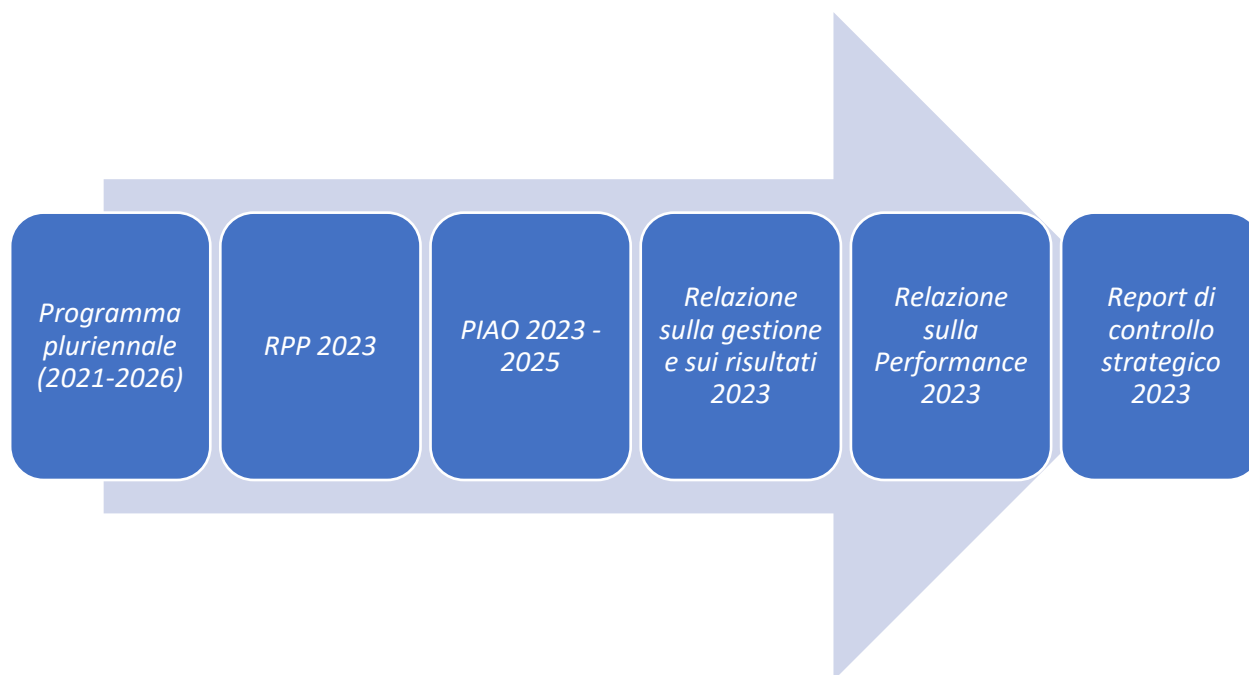 Programma
pluriennale
(2021-2026)
RPP 2023
PIAO 2023 -
2025
Relazione
sulla gestione
e sui risultati
2023
Relazione
sulla
Performance
2023
Report di
controllo
strategico
2023